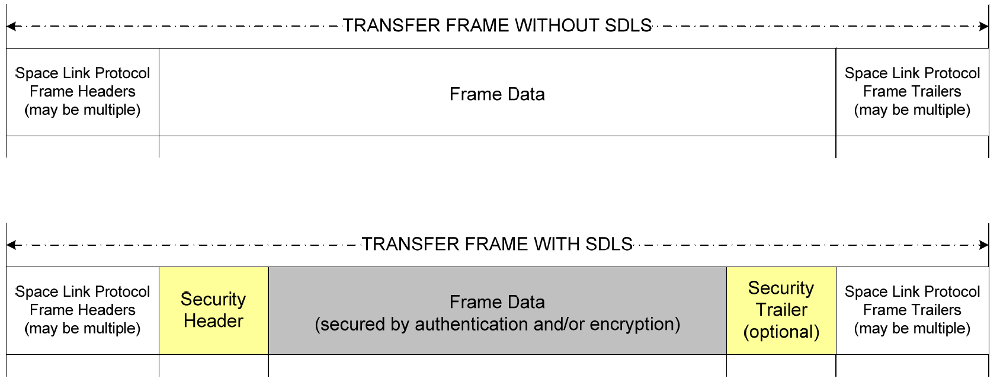 TRANSFER FRAME WITHOUT SDLS
Space Link Protocol
Frame Headers
(may be multiple)
Frame Data
Space Link Protocol
Frame Trailers
(may be multiple)
TRANSFER FRAME WITH SDLS
Space Link Protocol
Frame Headers
(may be multiple)
Security
Header
Frame Data
(secured by authentication and/or encryption)
Security
Trailer
(optional)
Space Link Protocol
Frame Trailers
(may be multiple)